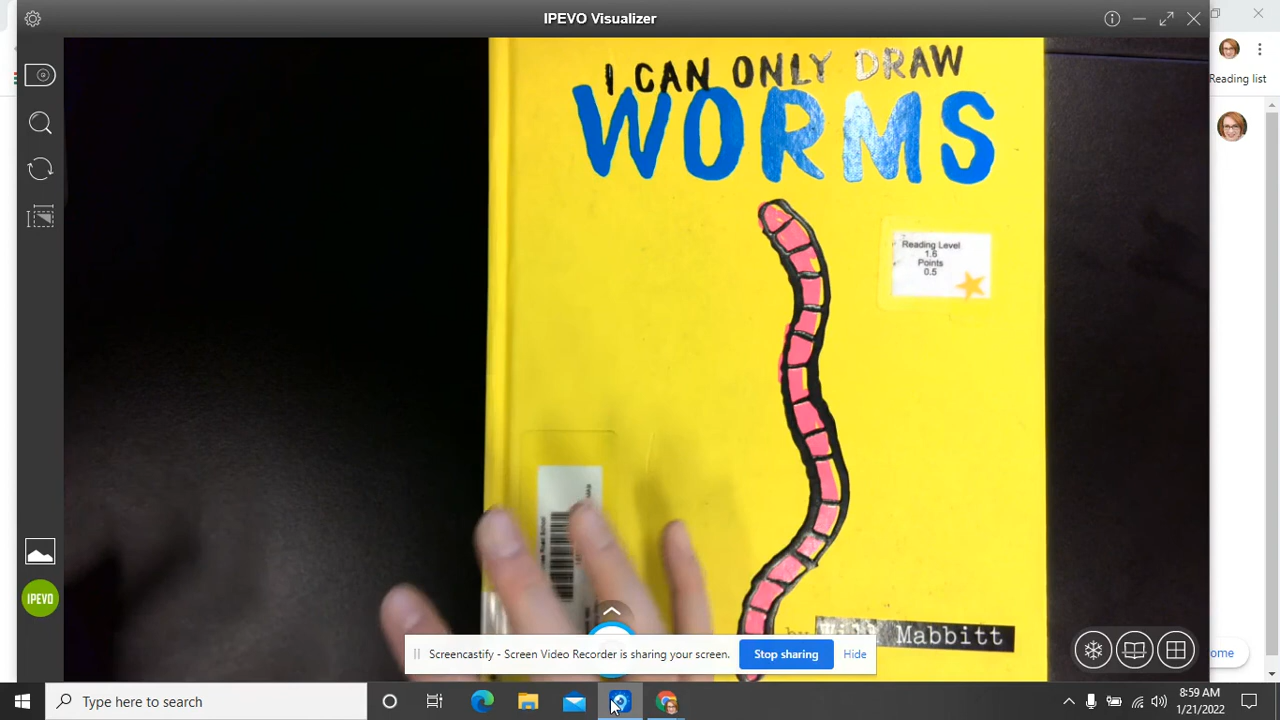 IPEVO Visualizer
Reading list
I CAN ONLY DRAW
WORMS
Reading Level
1.6
Points
0.5
by Will Mabbitt
IPEVO
Screencastify - Screen Video Recorder is sharing your screen.
Stop sharing
Hide
ome
Type here to search
8:59 AM
1/21/2022